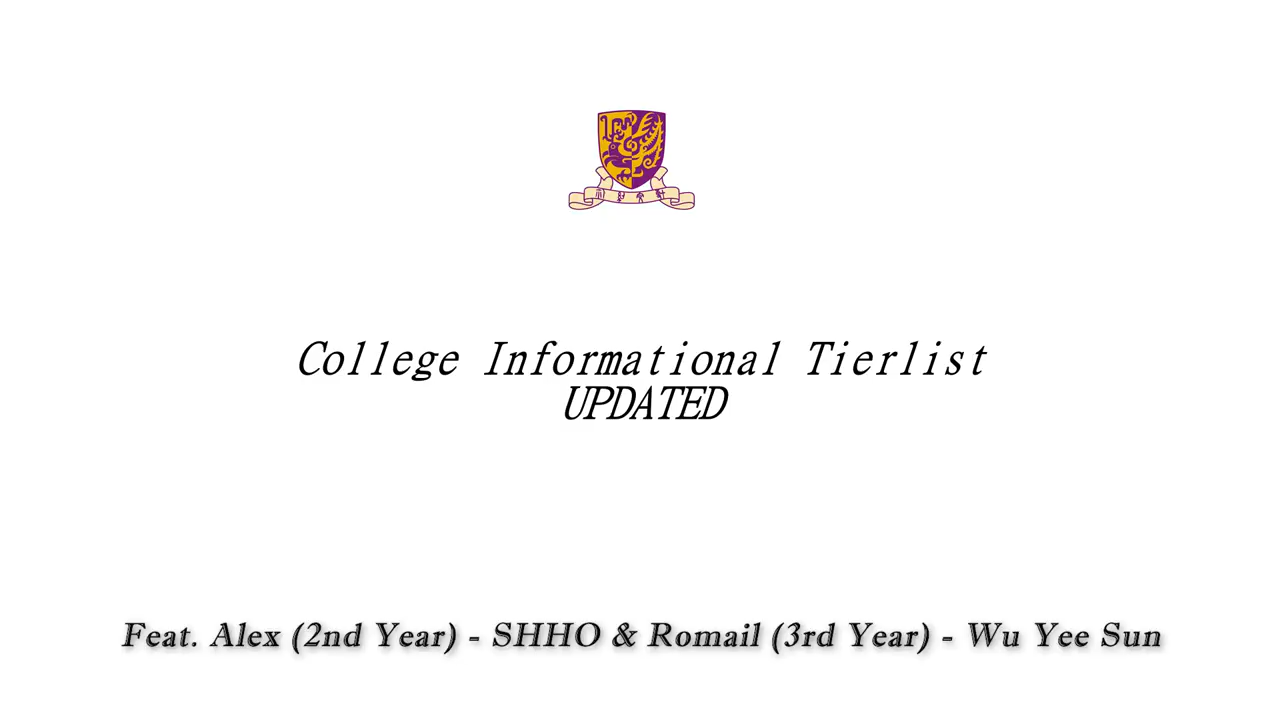 College Informational Tierlist
UPDATED
Feat. Alex (2nd Year) - SHHO & Romail (3rd Year) - Wu Yee Sun